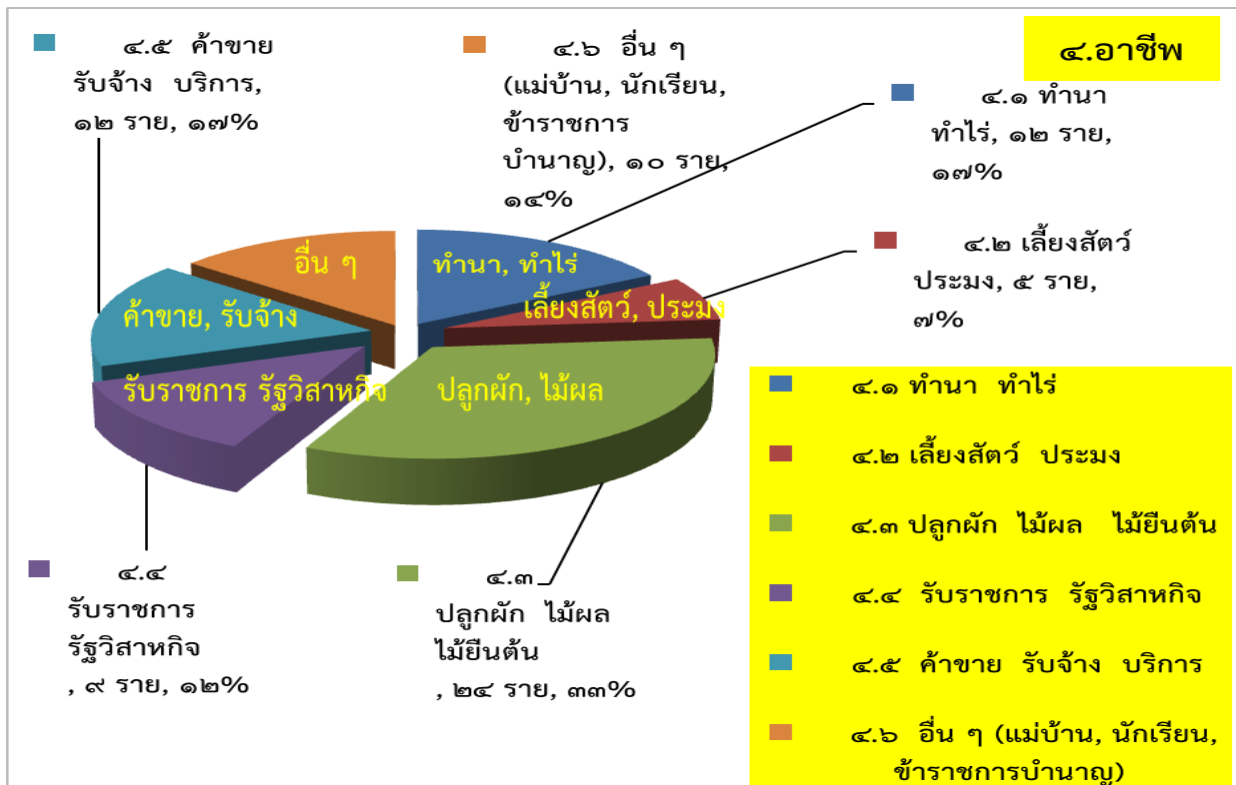 ๔.อาชีพ
๔.๕ ค้าขาย
รับจ้าง บริการ,
๑๒ ราย, ๑๗%
๔.๖ อื่น ๆ
(แม่บ้าน, นักเรียน,
ข้าราชการ
บำนาญ), ๑๐ ราย,
๑๔%
๔.๑ ทำนา
ทำไร่, ๑๒ ราย,
๑๗%
๔.๒ เลี้ยงสัตว์
ประมง, ๕ ราย,
๗%
อื่น ๆ
ทำนา, ทำไร่
เลี้ยงสัตว์, ประมง
ค้าขาย, รับจ้าง
รับราชการ รัฐวิสาหกิจ
ปลูกผัก, ไม้ผล
๔.๔
รับราชการ
รัฐวิสาหกิจ
, ๙ ราย, ๑๒%
๔.๓
ปลูกผัก ไม้ผล
ไม้ยืนต้น
, ๒๔ ราย, ๓๓%
๔.๑ ทำนา ทำไร่
๔.๒ เลี้ยงสัตว์ ประมง
๔.๓ ปลูกผัก ไม้ผล ไม้ยืนต้น
๔.๔ รับราชการ รัฐวิสาหกิจ
๔.๕ ค้าขาย รับจ้าง บริการ
๔.๖ อื่น ๆ (แม่บ้าน, นักเรียน,
ข้าราชการบำนาญ)